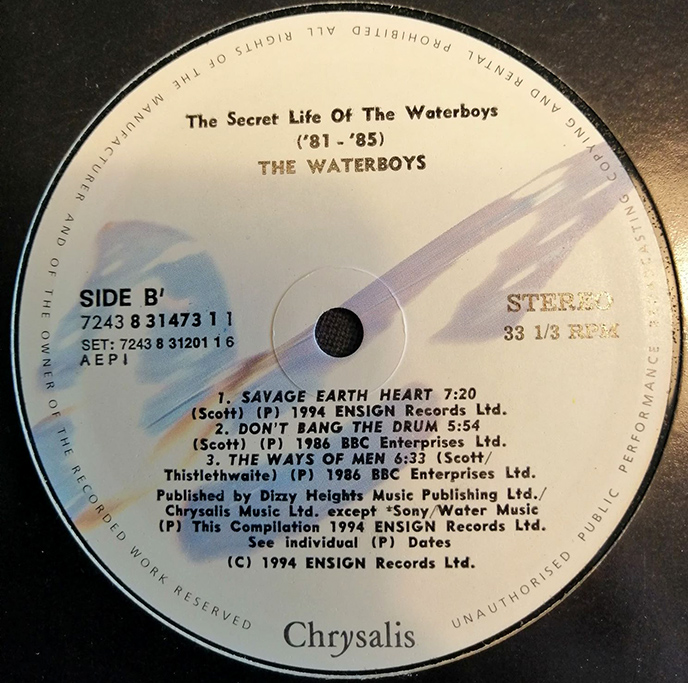 The Secret Life Of The Waterboys
('81 - '85)
THE WATERBOYS
SIDE B'
7243 8 31473 1 1
SET: 7243 8 31201 1 6
AEPI
STEREO
33 1/3 RPM
1. SAVAGE EARTH HEART 7:20
(Scott) (P) 1994 ENSIGN Records Ltd.
2. DON'T BANG THE DRUM 5:54
(Scott) (P) 1986 BBC Enterprises Ltd.
3. THE WAYS OF MEN 6:33 (Scott/
Thistlethwaite) (P) 1986 BBC Enterprises Ltd.
Published by Dizzy Heights Music Publishing Ltd./
Chrysalis Music Ltd. except *Sony/Water Music
(P) This Compilation 1994 ENSIGN Records Ltd.
See individual (P) Dates
(C) 1994 ENSIGN Records Ltd.
Chrysalis
ALL RIGHTS OF THE MANUFACTURER AND OF THE OWNER OF THE RECORDED WORK RESERVED
UNAUTHORISED PUBLIC PERFORMANCE BROADCASTING COPYING AND RENTAL PROHIBITED